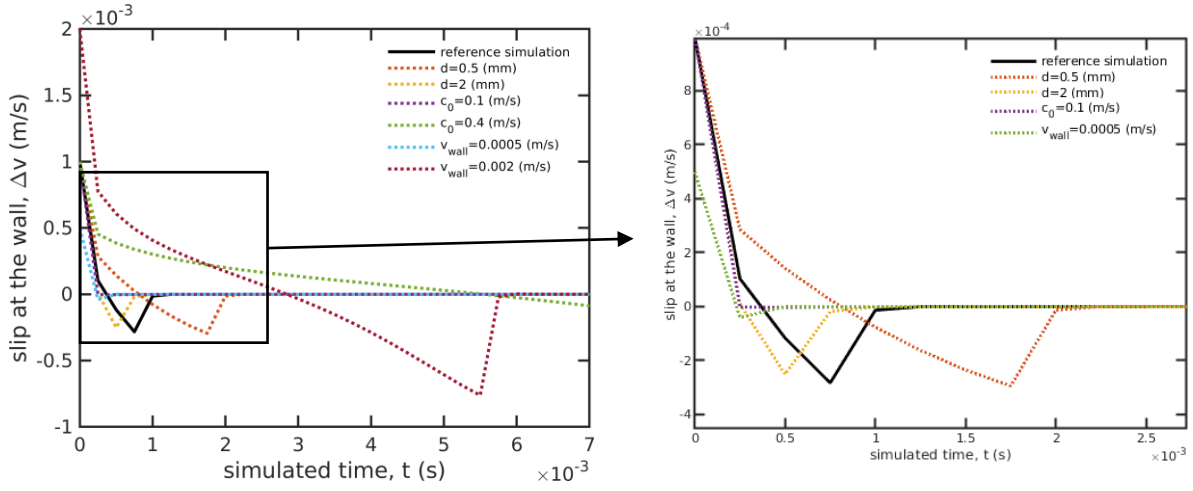 ×10-3
2
1.5
1
0.5
0
-0.5
-1
slip at the wall, Δv (m/s)
reference simulation
d=0.5 (mm)
d=2 (mm)
c0=0.1 (m/s)
c0=0.4 (m/s)
vwall=0.0005 (m/s)
vwall=0.002 (m/s)
0 1 2 3 4 5 6 7
simulated time, t (s)
×10-3
×10-4
8
6
4
2
0
-2
-4
slip at the wall, Δv (m/s)
reference simulation
d=0.5 (mm)
d=2 (mm)
c0=0.1 (m/s)
vwall=0.0005 (m/s)
0 0.5 1 1.5 2 2.5
simulated time, t (s)
×10-3